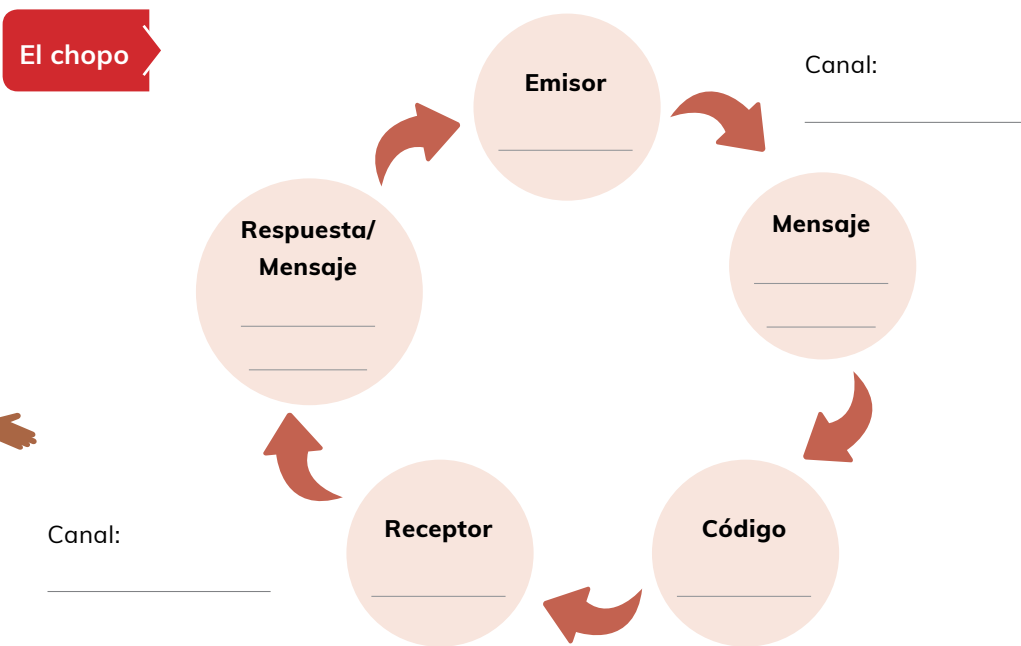 El chopo
Emisor
Canal:
Mensaje
Respuesta/
Mensaje
Receptor
Código
Canal: